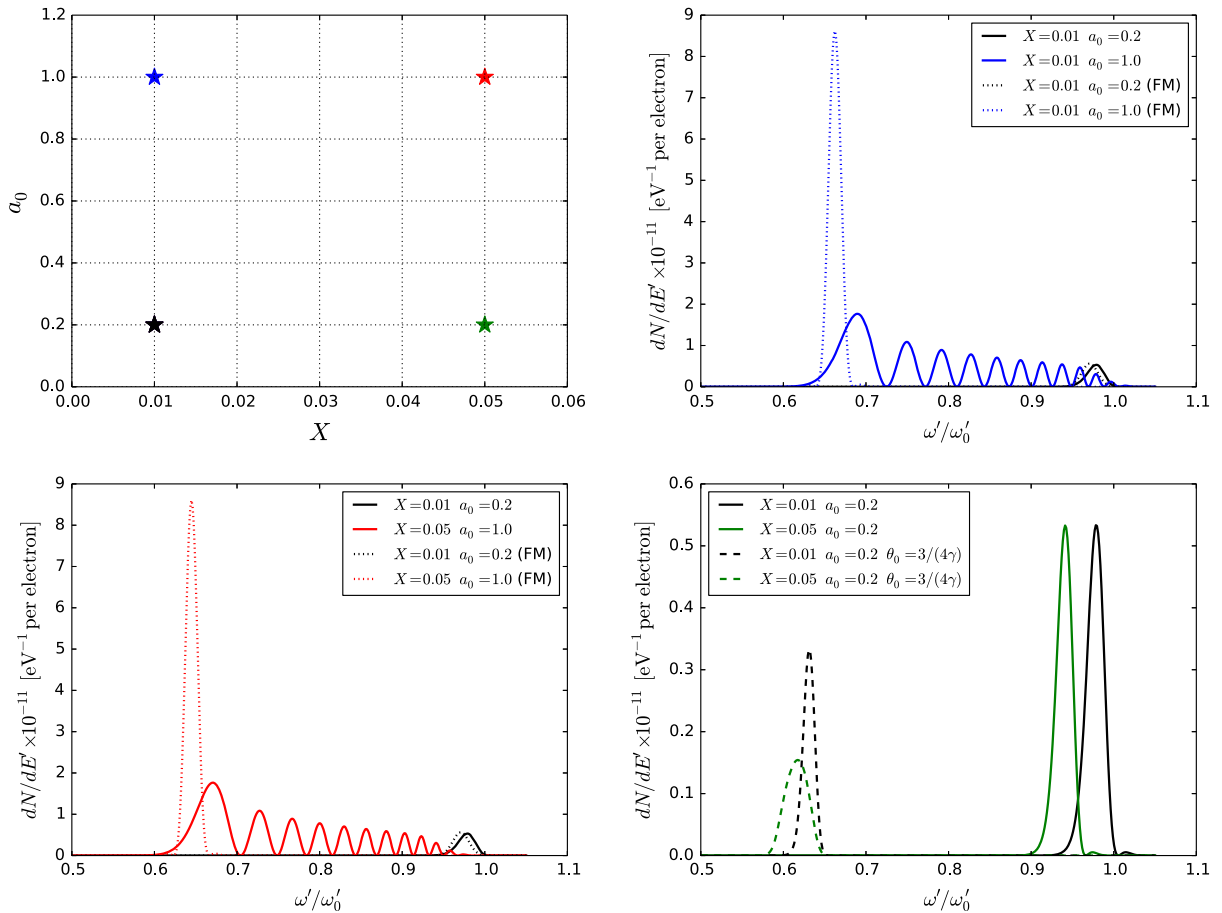 1.2
1.0
0.8
0.6
0.4
0.2
0.0
a₀
0.00 0.01 0.02 0.03 0.04 0.05 0.06
X
9
8
7
6
5
4
3
2
1
0
dN/dE′ ×10⁻¹¹ [eV⁻¹ per electron]
X=0.01 a₀=0.2
X=0.01 a₀=1.0
X=0.01 a₀=0.2 (FM)
X=0.01 a₀=1.0 (FM)
0.5 0.6 0.7 0.8 0.9 1.0 1.1
ω′/ω′₀
9
8
7
6
5
4
3
2
1
0
dN/dE′ ×10⁻¹¹ [eV⁻¹ per electron]
X=0.01 a₀=0.2
X=0.05 a₀=1.0
X=0.01 a₀=0.2 (FM)
X=0.05 a₀=1.0 (FM)
0.5 0.6 0.7 0.8 0.9 1.0 1.1
ω′/ω′₀
0.6
0.5
0.4
0.3
0.2
0.1
0.0
dN/dE′ ×10⁻¹¹ [eV⁻¹ per electron]
X=0.01 a₀=0.2
X=0.05 a₀=0.2
X=0.01 a₀=0.2 θ₀=3/(4γ)
X=0.05 a₀=0.2 θ₀=3/(4γ)
0.5 0.6 0.7 0.8 0.9 1.0 1.1
ω′/ω′₀